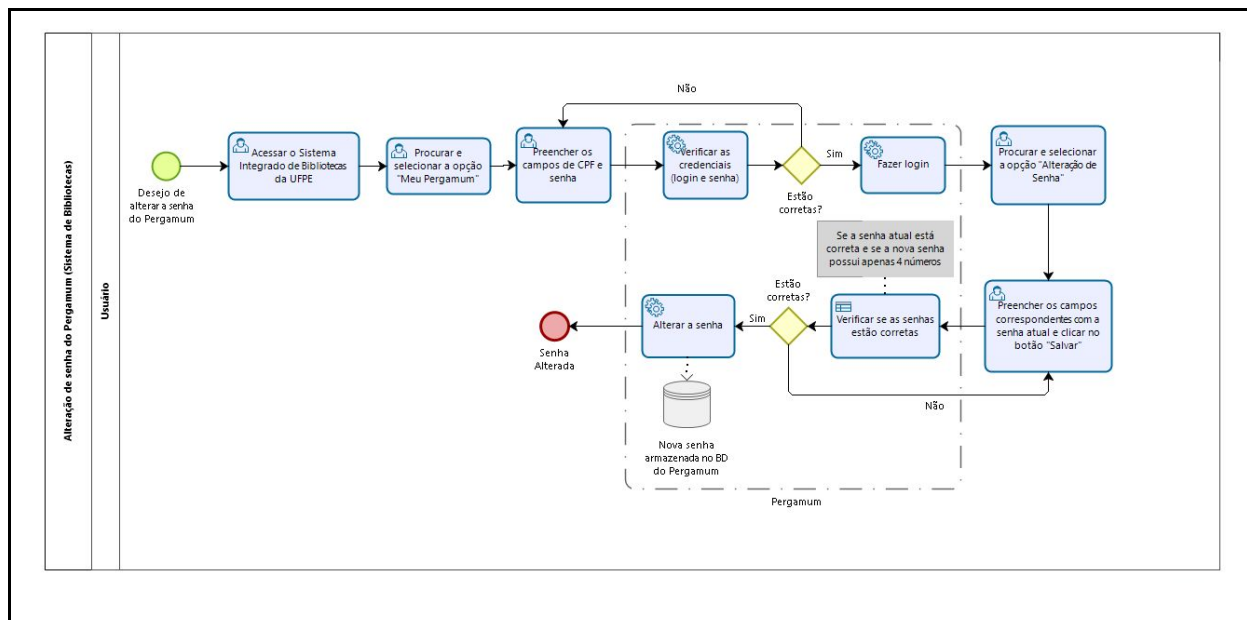 Alteração de senha do Pergamum (Sistema de Bibliotecas)
Usuário
Desejo de
alterar a senha
do Pergamum
Acessar o Sistema
Integrado de Bibliotecas
da UFPE
Procurar e
selecionar a opção
"Meu Pergamum"
Preencher os
campos de CPF e
senha
Não
Verificar as
credenciais
(login e senha)
Estão
corretas?
Sim
Fazer login
Procurar e selecionar
a opção "Alteração de
Senha"
Preencher os campos
correspondentes com a
senha atual e clicar no
botão "Salvar"
Se a senha atual está
correta e se a nova senha
possui apenas 4 números
Verificar se as senhas
estão corretas
Estão
corretas?
Sim
Não
Alterar a senha
Nova senha
armazenada no BD
do Pergamum
Senha
Alterada
Pergamum